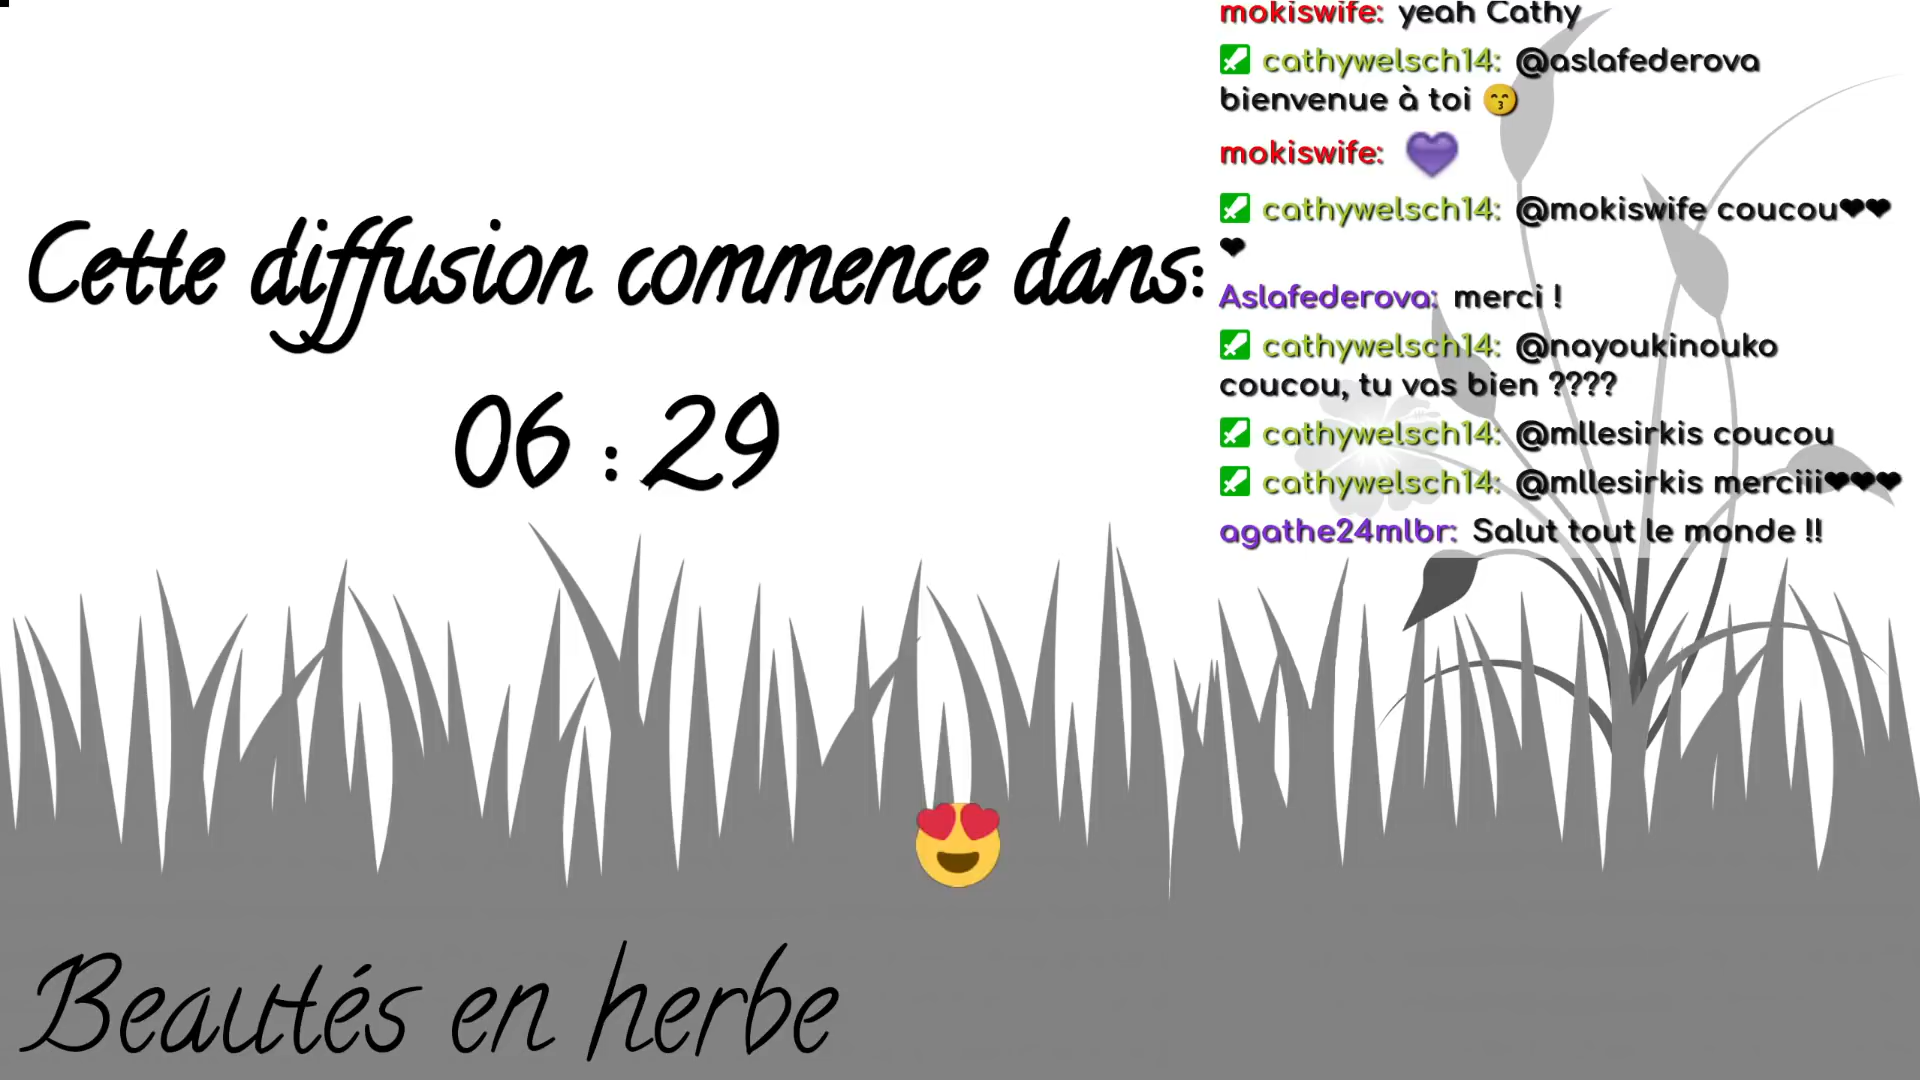 Cette diffusion commence dans:
06 : 29
Beautés en herbe
mokiswife: yeah Cathy
cathywelsch14: @aslafederova
bienvenue à toi 😙
mokiswife: 💜
cathywelsch14: @mokiswife coucou❤❤
❤
Aslafederova: merci !
cathywelsch14: @nayoukinouko
coucou, tu vas bien ????
cathywelsch14: @mllesirkis coucou
cathywelsch14: @mllesirkis merciii❤❤❤
agathe24mlbr: Salut tout le monde !!